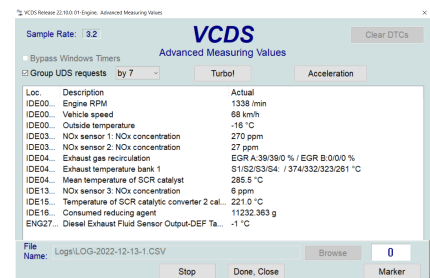 VCDS Release 22.10.0: 01-Engine, Advanced Measuring Values
Sample Rate: 3.2
VCDS
Clear DTCs
Bypass Windows Timers
Advanced Measuring Values
Group UDS requests by 7
Turbo!
Acceleration
Loc. Description Actual
IDE00... Engine RPM 1338 /min
IDE00... Vehicle speed 68 km/h
IDE00... Outside temperature -16 °C
IDE03... NOx sensor 1: NOx concentration 270 ppm
IDE03... NOx sensor 2: NOx concentration 27 ppm
IDE04... Exhaust gas recirculation EGR A:39/39/0 % / EGR B:0/0/0 %
IDE04... Exhaust temperature bank 1 S1/S2/S3/S4: / 374/332/323/261 °C
IDE04... Mean temperature of SCR catalyst 285.5 °C
IDE13... NOx sensor 3: NOx concentration 6 ppm
IDE15... Temperature of SCR catalytic converter 2 cal... 221.0 °C
IDE16... Consumed reducing agent 11232.363 g
ENG27... Diesel Exhaust Fluid Sensor Output-DEF Ta... -1 °C
File Name: Logs\LOG-2022-12-13-1.CSV
Browse
0
Stop
Done, Close
Marker